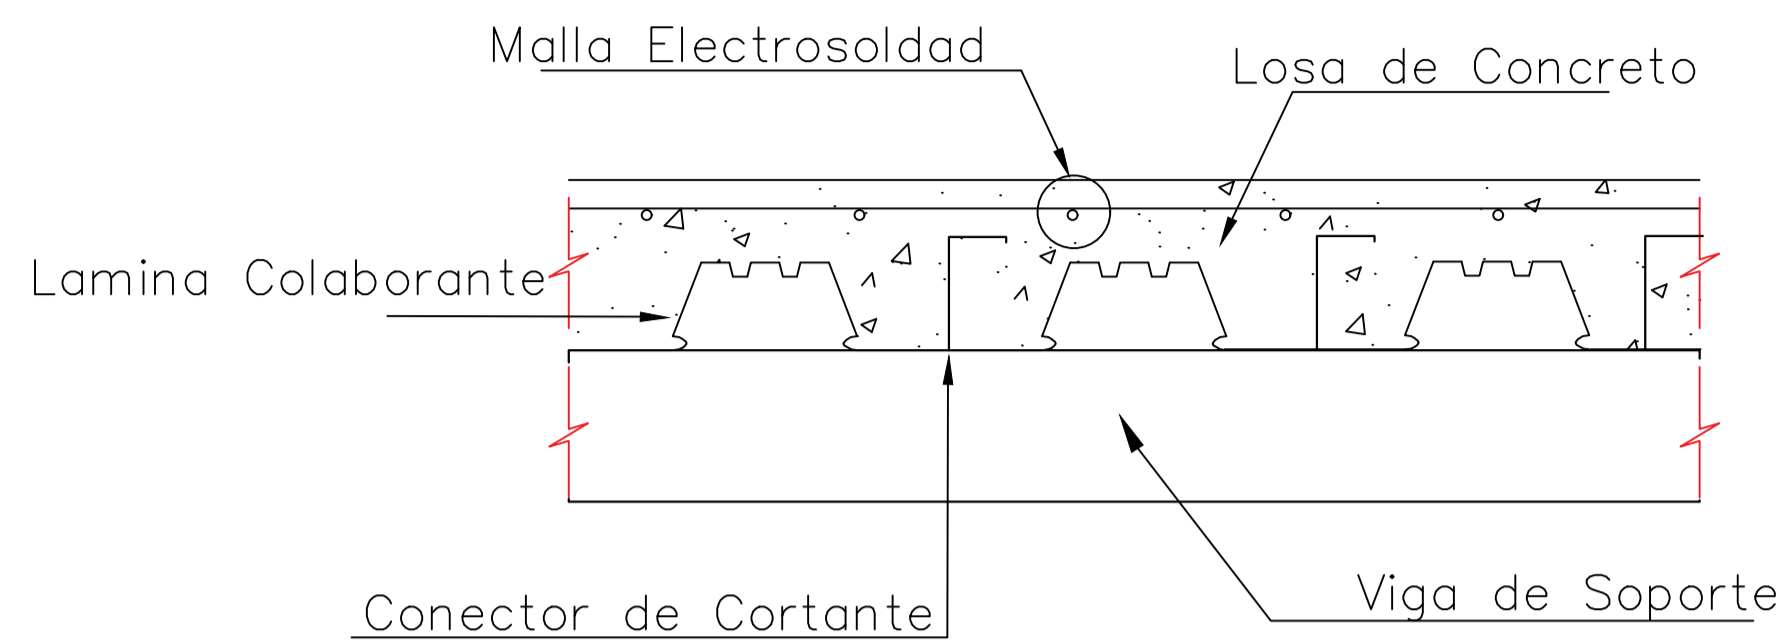 Malla Electrosoldad
Losa de Concreto
Lamina Colaborante
Conector de Cortante
Viga de Soporte